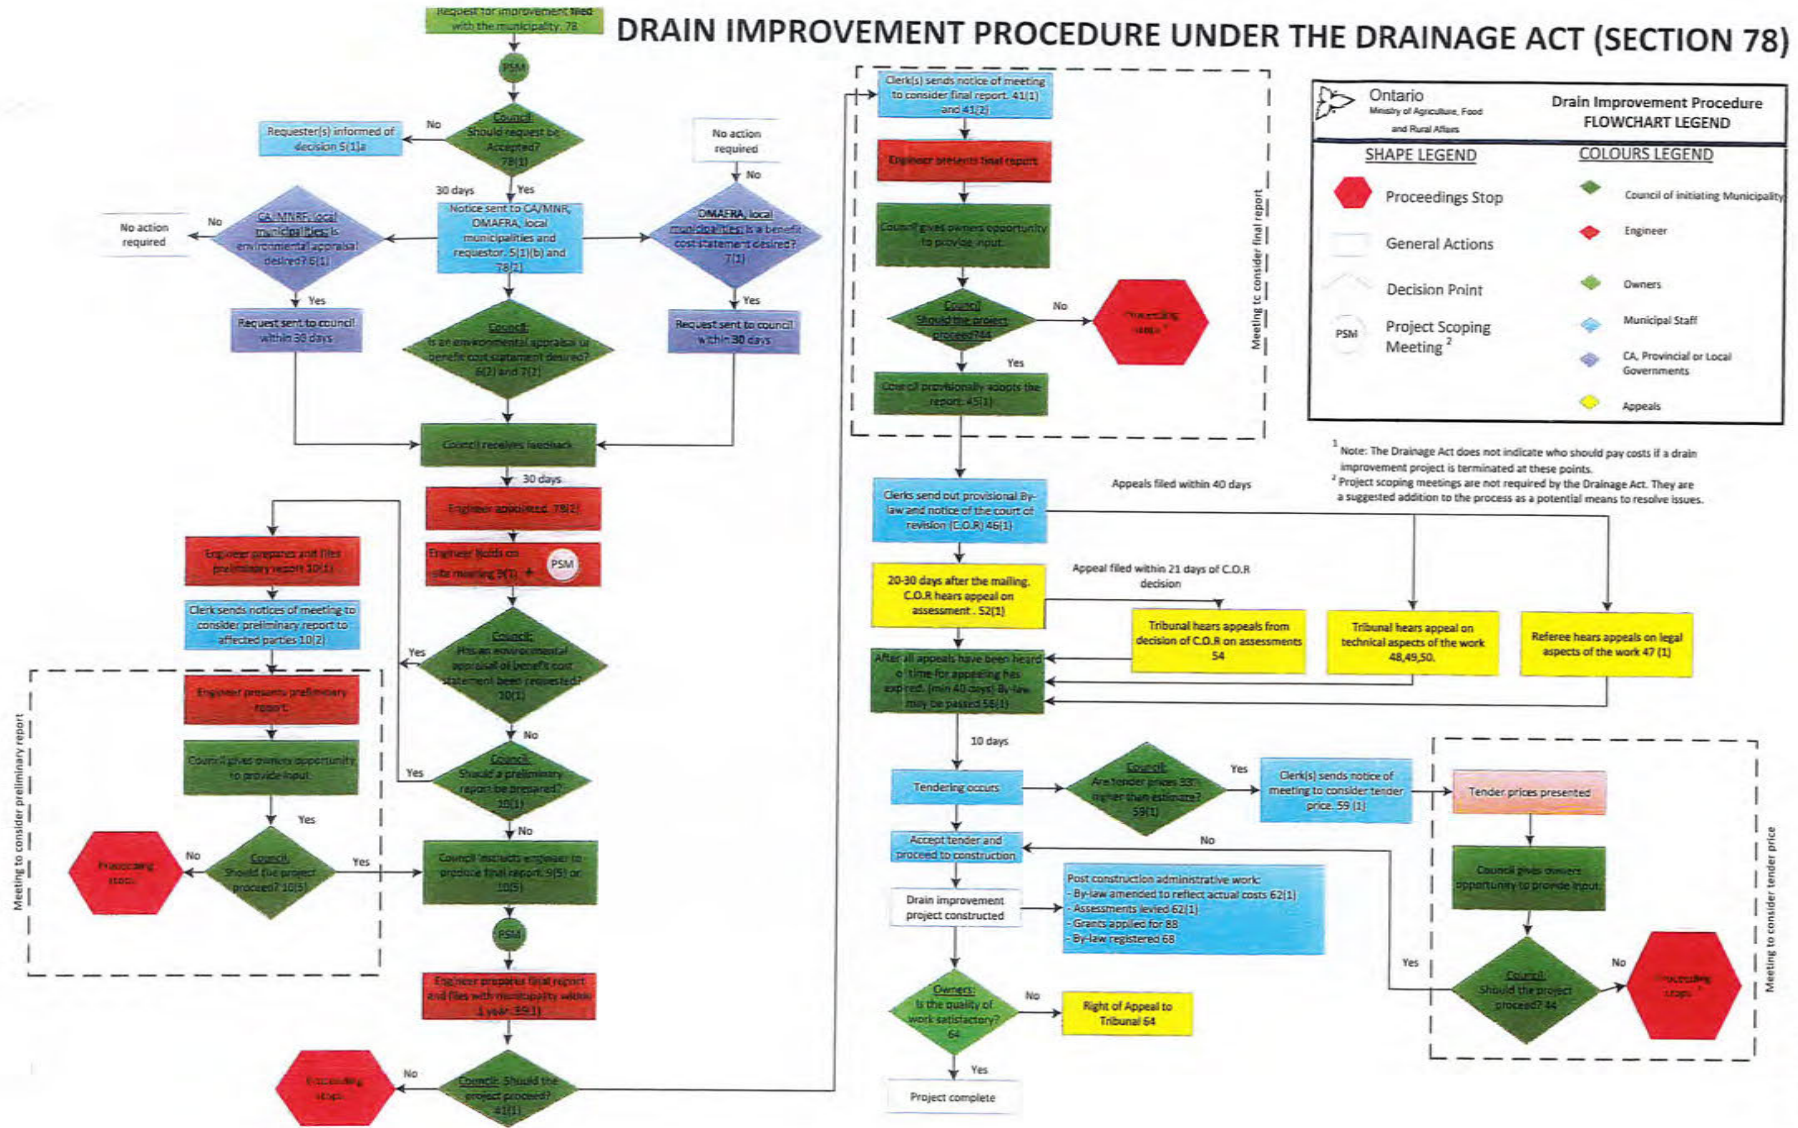 DRAIN IMPROVEMENT PROCEDURE UNDER THE DRAINAGE ACT (SECTION 78)
Request for improvement filed
with the municipality. 78
PSM
Council:
Should request be
Accepted?
78(1)
No
Requester(s) informed of
decision 5(1)a
30 days
Yes
Notice sent to CA/MNR,
OMAFRA, local
municipalities and
requestor. 5(1)(b) and
78(2)
CA/MNRF, local
municipalities: Is
environmental appraisal
desired? 6(1)
No
No action
required
Yes
Request sent to council
within 30 days
No action
required
No
OMAFRA, local
municipalities: Is a benefit
cost statement desired?
7(1)
Yes
Request sent to council
within 30 days
Council:
Is an environmental appraisal or
benefit cost statement desired?
6(2) and 7(2)
Council receives feedback
30 days
Engineer appointed. 78(2)
Engineer holds on
site meeting 9(1) +
PSM
Council:
Has an environmental
appraisal or benefit cost
statement been requested?
10(1)
Yes
No
Council:
Should a preliminary
report be prepared?
10(1)
Yes
No
Engineer prepares and files
preliminary report 10(1)
Clerk sends notices of meeting to
consider preliminary report to
affected parties 10(2)
Meeting to consider preliminary report
Engineer presents preliminary
report.
Council gives owners opportunity
to provide input.
Yes
Council:
Should the project
proceed? 10(5)
No
Proceeding
stops
Yes
Council instructs engineer to
produce final report. 9(5) or
10(5)
PSM
Engineer prepares final report
and files with municipality within
1 year. 39(1)
Council: Should the
project proceed?
41(1)
No
Proceeding
stops
Clerk(s) sends notice of meeting
to consider final report. 41(1)
and 41(2)
Engineer presents final report
Council gives owners opportunity
to provide input.
Council
Should the project
proceed?44
No
Proceeding
stops
Yes
Council provisionally adopts the
report. 45(1)
Meeting to consider final report
Clerks send out provisional By-
law and notice of the court of
revision (C.O.R) 46(1)
Appeals filed within 40 days
20-30 days after the mailing.
C.O.R hears appeal on
assessment . 52(1)
Appeal filed within 21 days of C.O.R
decision
Tribunal hears appeals from
decision of C.O.R on assessments
54
Tribunal hears appeal on
technical aspects of the work
48,49,50.
Referee hears appeals on legal
aspects of the work 47 (1)
After all appeals have been heard
or time for appealing has
expired. (min 40 days) By-law
may be passed 58(1)
10 days
Tendering occurs
Council:
Are tender prices 33%
higher than estimate?
59(1)
Yes
Clerk(s) sends notice of
meeting to consider tender
price. 59 (1)
Tender prices presented
Council gives owners
opportunity to provide input.
Council:
Should the project
proceed? 44
Yes
No
Proceeding
stops
Meeting to consider tender price
No
Accept tender and
proceed to construction
Drain improvement
project constructed
Post construction administrative work:
- By-law amended to reflect actual costs 62(1)
- Assessments levied 62(1)
- Grants applied for 88
- By-law registered 68
Owners:
Is the quality of
work satisfactory?
64
No
Right of Appeal to
Tribunal 64
Yes
Project complete
Ontario
Ministry of Agriculture, Food
and Rural Affairs
Drain Improvement Procedure
FLOWCHART LEGEND
SHAPE LEGEND
Proceedings Stop
General Actions
Decision Point
PSM
Project Scoping
Meeting 2
COLOURS LEGEND
Council of initiating Municipality
Engineer
Owners
Municipal Staff
CA, Provincial or Local
Governments
Appeals
1 Note: The Drainage Act does not indicate who should pay costs if a drain
improvement project is terminated at these points.
2 Project scoping meetings are not required by the Drainage Act. They are
a suggested addition to the process as a potential means to resolve issues.